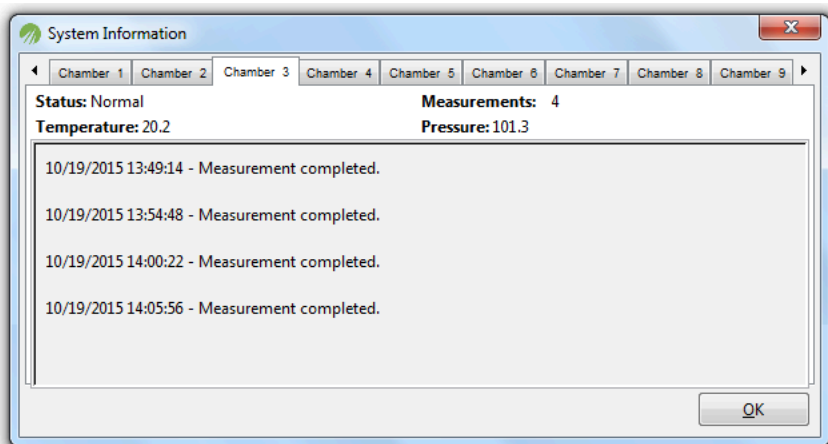 System Information
Chamber 1 Chamber 2 Chamber 3 Chamber 4 Chamber 5 Chamber 6 Chamber 7 Chamber 8 Chamber 9
Status: Normal Measurements: 4
Temperature: 20.2 Pressure: 101.3
10/19/2015 13:49:14 - Measurement completed.
10/19/2015 13:54:48 - Measurement completed.
10/19/2015 14:00:22 - Measurement completed.
10/19/2015 14:05:56 - Measurement completed.
OK